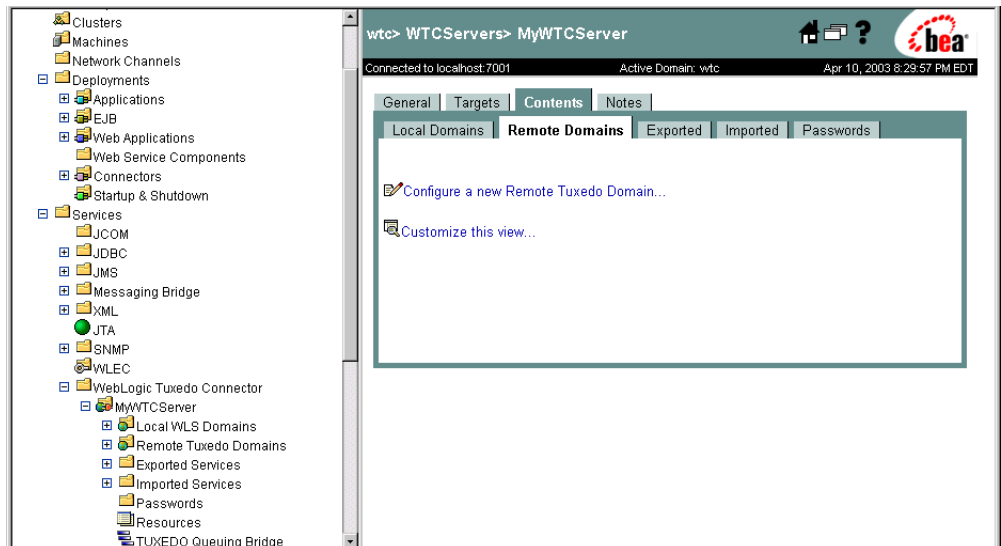 Clusters
Machines
Network Channels
Deployments
Applications
EJB
Web Applications
Web Service Components
Connectors
Startup & Shutdown
Services
JCOM
JDBC
JMS
Messaging Bridge
XML
JTA
SNMP
WLEC
WebLogic Tuxedo Connector
MyWTCServer
Local WLS Domains
Remote Tuxedo Domains
Exported Services
Imported Services
Passwords
Resources
TUXEDO Queuing Bridge
wtc> WTCServers> MyWTCServer ? bea
Connected to localhost:7001 Active Domain: wtc Apr 10, 2003 8:29:57 PM EDT
General Targets Contents Notes
Local Domains Remote Domains Exported Imported Passwords
Configure a new Remote Tuxedo Domain...
Customize this view...